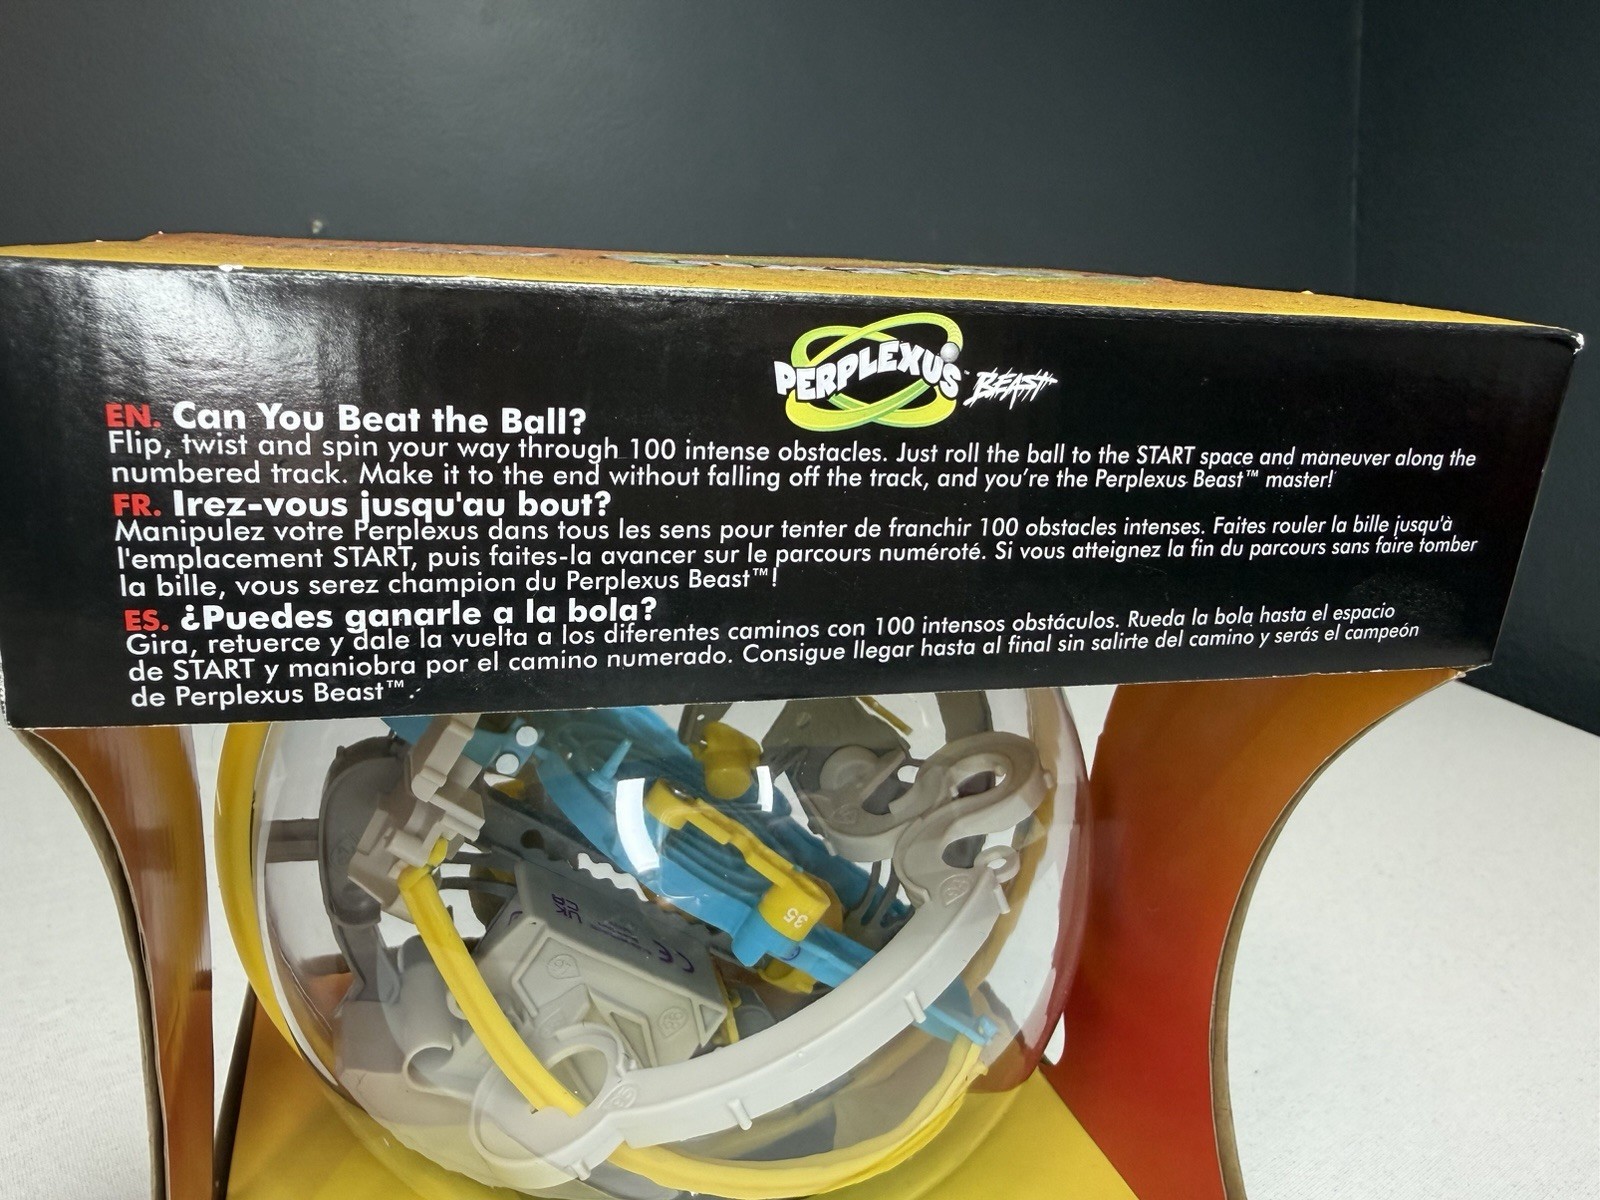 PERPLEXUS™ BEAST
EN. Can You Beat the Ball?
Flip, twist and spin your way through 100 intense obstacles. Just roll the ball to the START space and maneuver along the
numbered track. Make it to the end without falling off the track, and you’re the Perplexus Beast™ master!
FR. Irez-vous jusqu'au bout?
Manipulez votre Perplexus dans tous les sens pour tenter de franchir 100 obstacles intenses. Faites rouler la bille jusqu'à
l'emplacement START, puis faites-la avancer sur le parcours numéroté. Si vous atteignez la fin du parcours sans faire tomber
la bille, vous serez champion du Perplexus Beast™!
ES. ¿Puedes ganarle a la bola?
Gira, retuerce y dale la vuelta a los diferentes caminos con 100 intensos obstáculos. Rueda la bola hasta el espacio
de START y maniobra por el camino numerado. Consigue llegar hasta al final sin salirte del camino y serás el campeón
de Perplexus Beast™.
35
UK
CA
CE